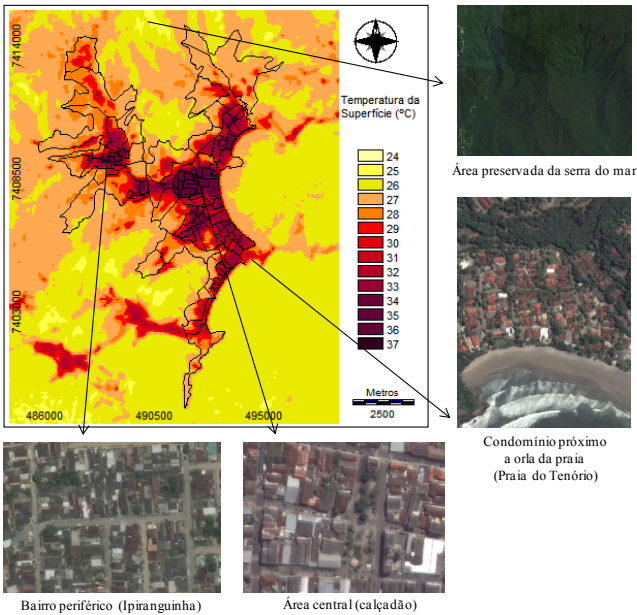 7414000
7408500
7403000
486000
490500
495000
Temperatura da
Superfície (ºC)
24
25
26
27
28
29
30
31
32
33
34
35
36
37
Metros
2500
Área preservada da serra do mar
Condomínio próximo
a orla da praia
(Praia do Tenório)
Bairro periférico (Ipiranguinha)
Área central (calçadão)